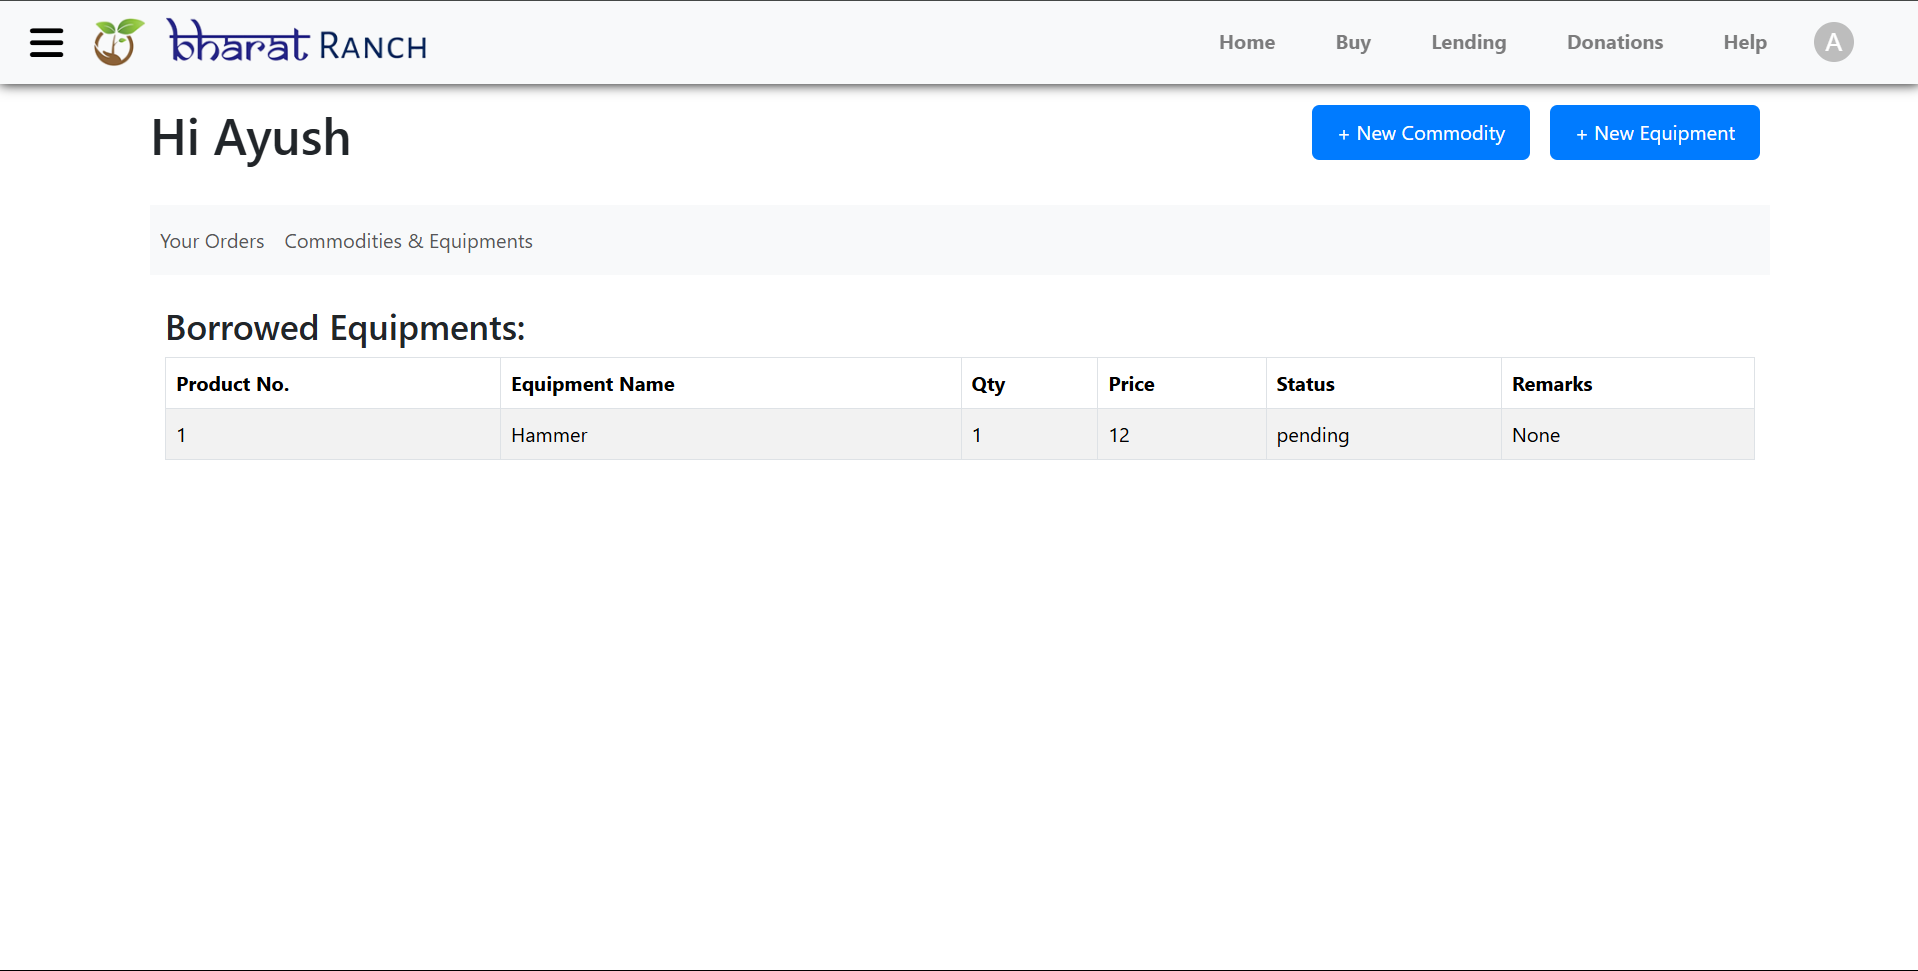 bharat RANCH Home Buy Lending Donations Help A
Hi Ayush + New Commodity + New Equipment
Your Orders Commodities & Equipments
Borrowed Equipments:
Product No. Equipment Name Qty Price Status Remarks
1 Hammer 1 12 pending None